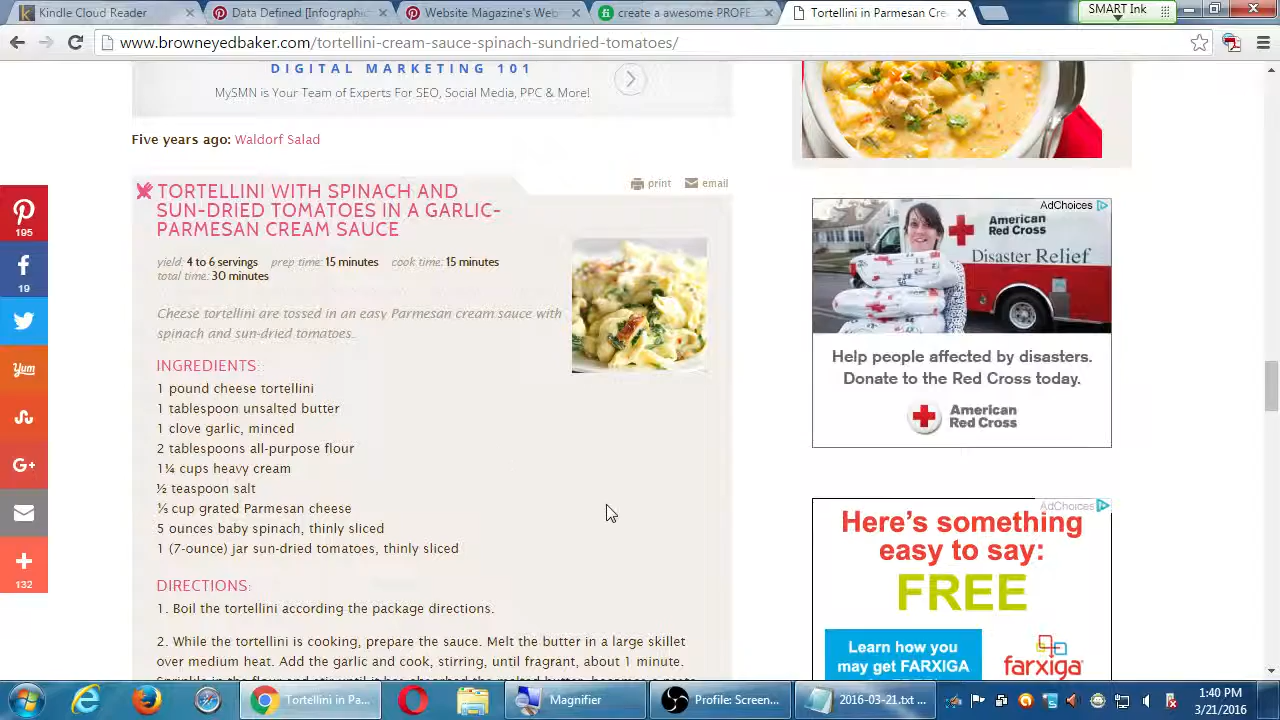 Kindle Cloud Reader
Data Defined [Infographic
Website Magazine's Web
create a awesome PROFE
Tortellini in Parmesan Cre
SMART Ink
www.browneyedbaker.com/tortellini-cream-sauce-spinach-sundried-tomatoes/
DIGITAL MARKETING 101
MySMN is Your Team of Experts For SEO, Social Media, PPC & More!
Five years ago: Waldorf Salad
print email
TORTELLINI WITH SPINACH AND
SUN-DRIED TOMATOES IN A GARLIC-
PARMESAN CREAM SAUCE
yield: 4 to 6 servings prep time: 15 minutes cook time: 15 minutes
total time: 30 minutes
Cheese tortellini are tossed in an easy Parmesan cream sauce with
spinach and sun-dried tomatoes.
INGREDIENTS:
1 pound cheese tortellini
1 tablespoon unsalted butter
1 clove garlic, minced
2 tablespoons all-purpose flour
1¼ cups heavy cream
½ teaspoon salt
⅓ cup grated Parmesan cheese
5 ounces baby spinach, thinly sliced
1 (7-ounce) jar sun-dried tomatoes, thinly sliced
DIRECTIONS:
1. Boil the tortellini according the package directions.
2. While the tortellini is cooking, prepare the sauce. Melt the butter in a large skillet
over medium heat. Add the garlic and cook, stirring, until fragrant, about 1 minute.
195
19
Yum
G+
132
AdChoices
American
Red Cross
Disaster Relief
Help people affected by disasters.
Donate to the Red Cross today.
American
Red Cross
AdChoices
Here's something
easy to say:
FREE
Learn how you
may get FARXIGA
farxiga
Tortellini in Pa...
Magnifier
Profile: Screen...
2016-03-21.txt ...
1:40 PM
3/21/2016